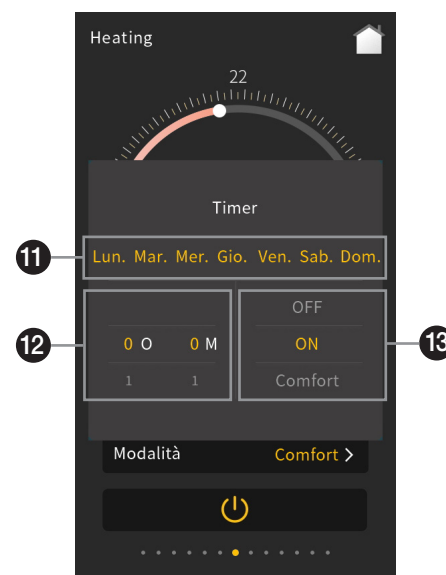 Heating
22
Timer
11
Lun. Mar. Mer. Gio. Ven. Sab. Dom.
OFF
12
0 O 0 M
ON
13
1 1
Comfort
Modalità Comfort